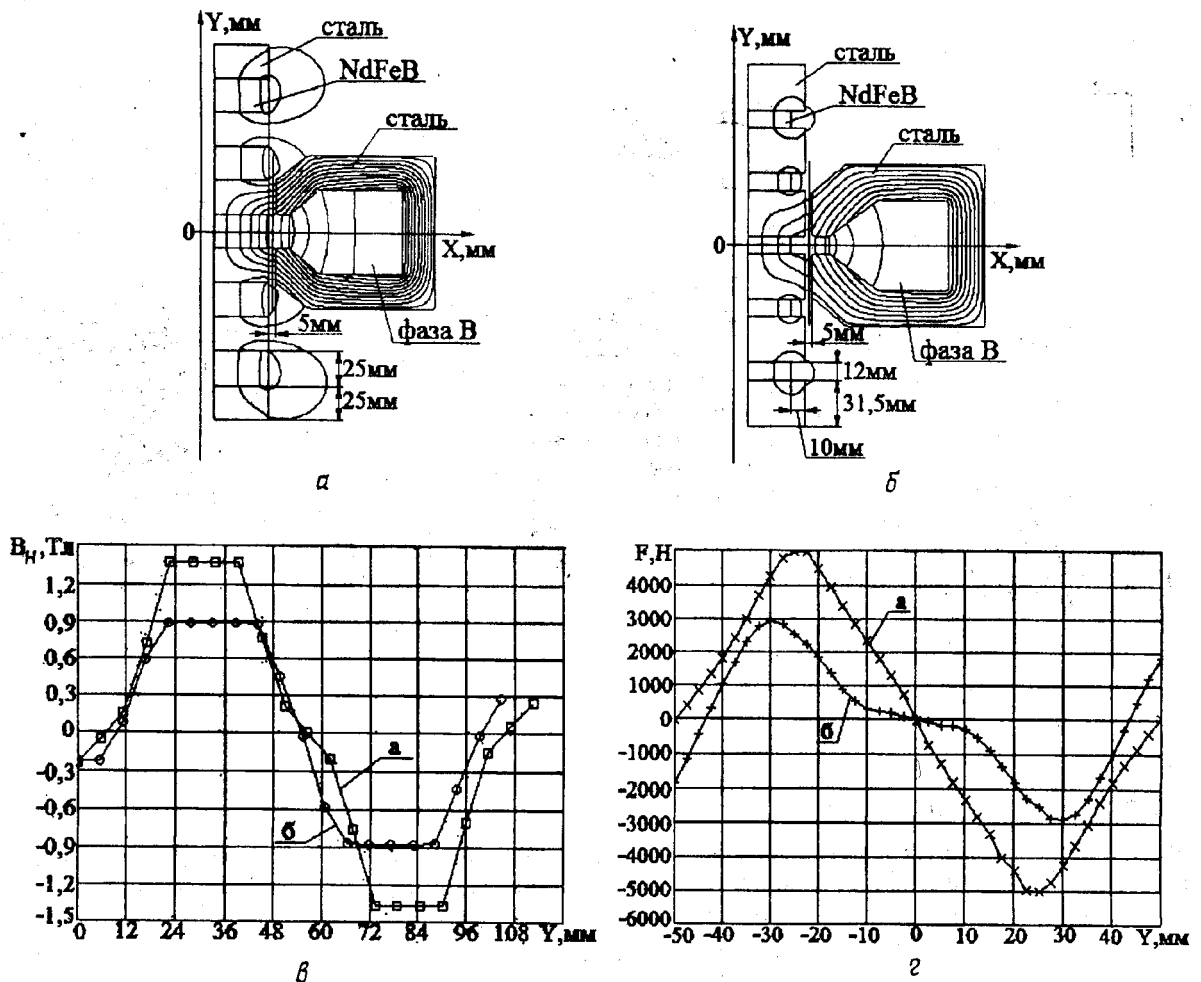 Y,мм
сталь
NdFeB
сталь
0
X,мм
5мм
фаза В
25мм
25мм
а
Y,мм
сталь
NdFeB
сталь
0
X,мм
5мм
фаза В
12мм
31,5мм
10мм
б
Bн,Тл
1,2
0,9
0,6
0,3
0
-0,3
-0,6
-0,9
-1,2
-1,5
а
б
0 12 24 36 48 60 72 84 96 108 Y,мм
в
F,Н
4000
3000
2000
1000
0
-1000
-2000
-3000
-4000
-5000
-6000
а
б
-50 -40 -30 -20 -10 0 10 20 30 40 Y,мм
г